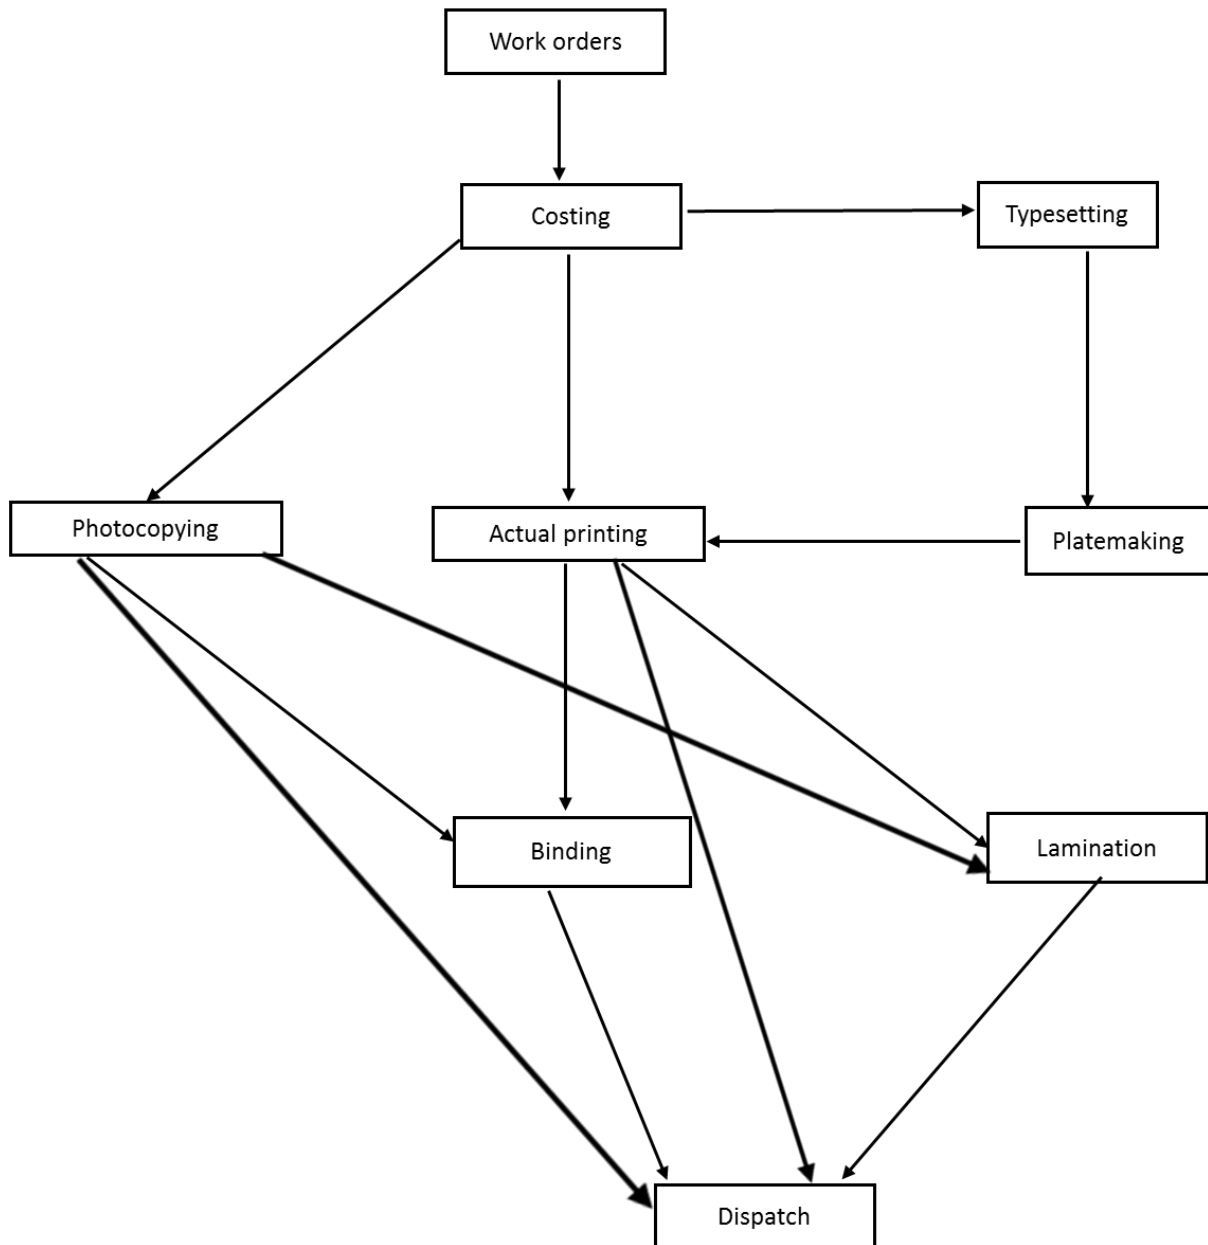 Work orders
Costing
Typesetting
Photocopying
Actual printing
Platemaking
Binding
Lamination
Dispatch